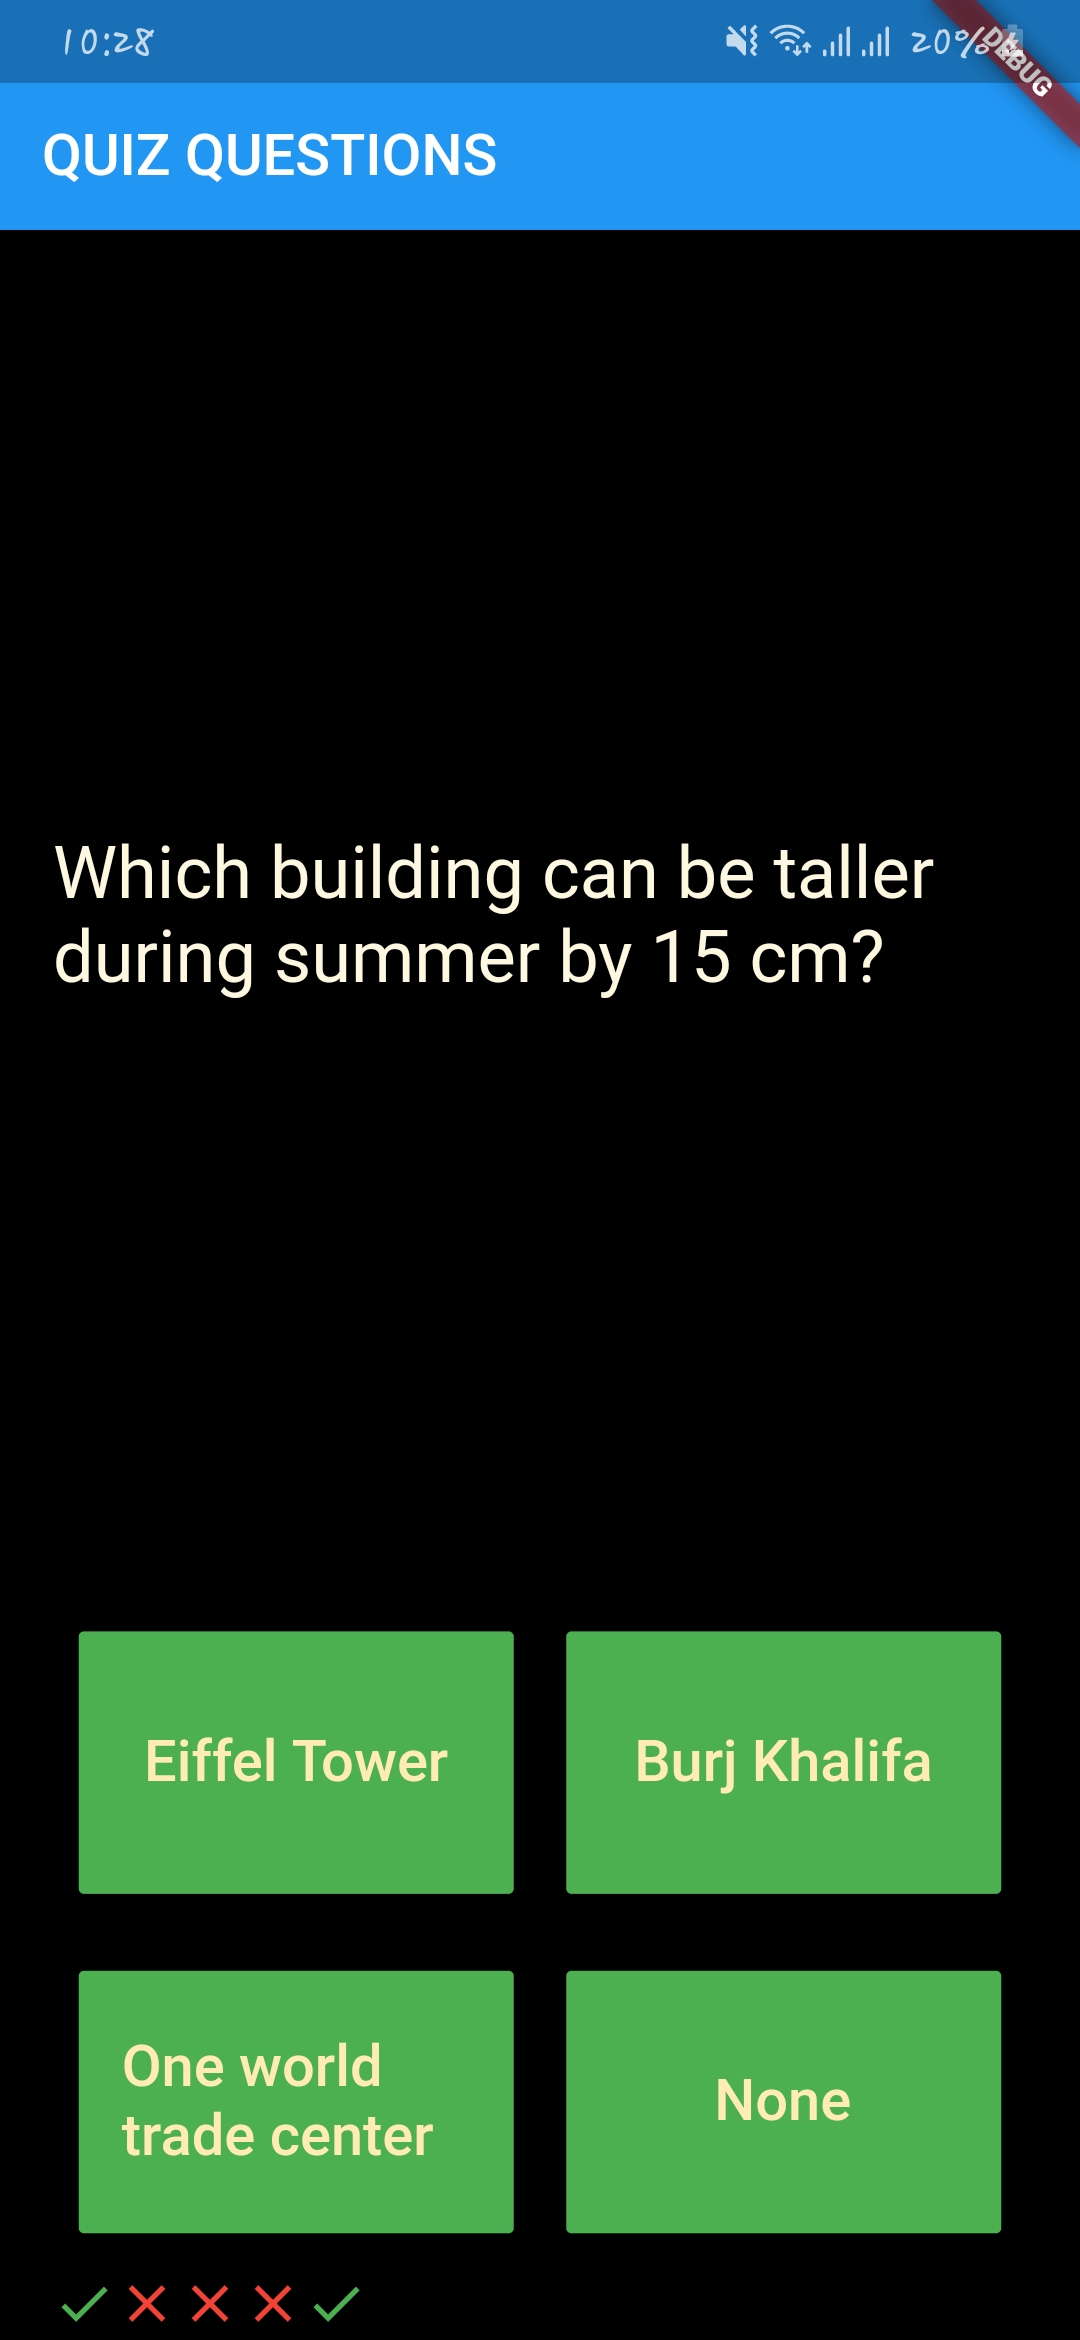 10:28
20%
DEBUG
QUIZ QUESTIONS
Which building can be taller
during summer by 15 cm?
Eiffel Tower
Burj Khalifa
One world
trade center
None